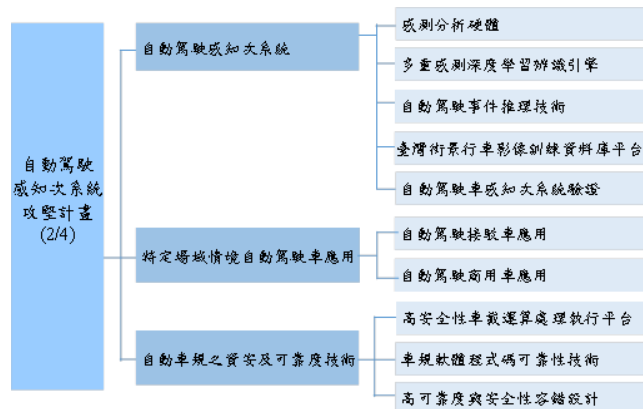 自動駕駛
感知次系統
攻堅計畫
(2/4)
自動駕駛感知次系統
感測分析硬體
多重感測深度學習辨識引擎
自動駕駛事件推理技術
臺灣街景行車影像訓練資料庫平台
自動駕駛車感知次系統驗證
特定場域情境自動駕駛車應用
自動駕駛接駁車應用
自動駕駛商用車應用
自動車規之資安及可靠度技術
高安全性車載運算處理執行平台
車規軟體程式碼可靠性技術
高可靠度與安全性容錯設計